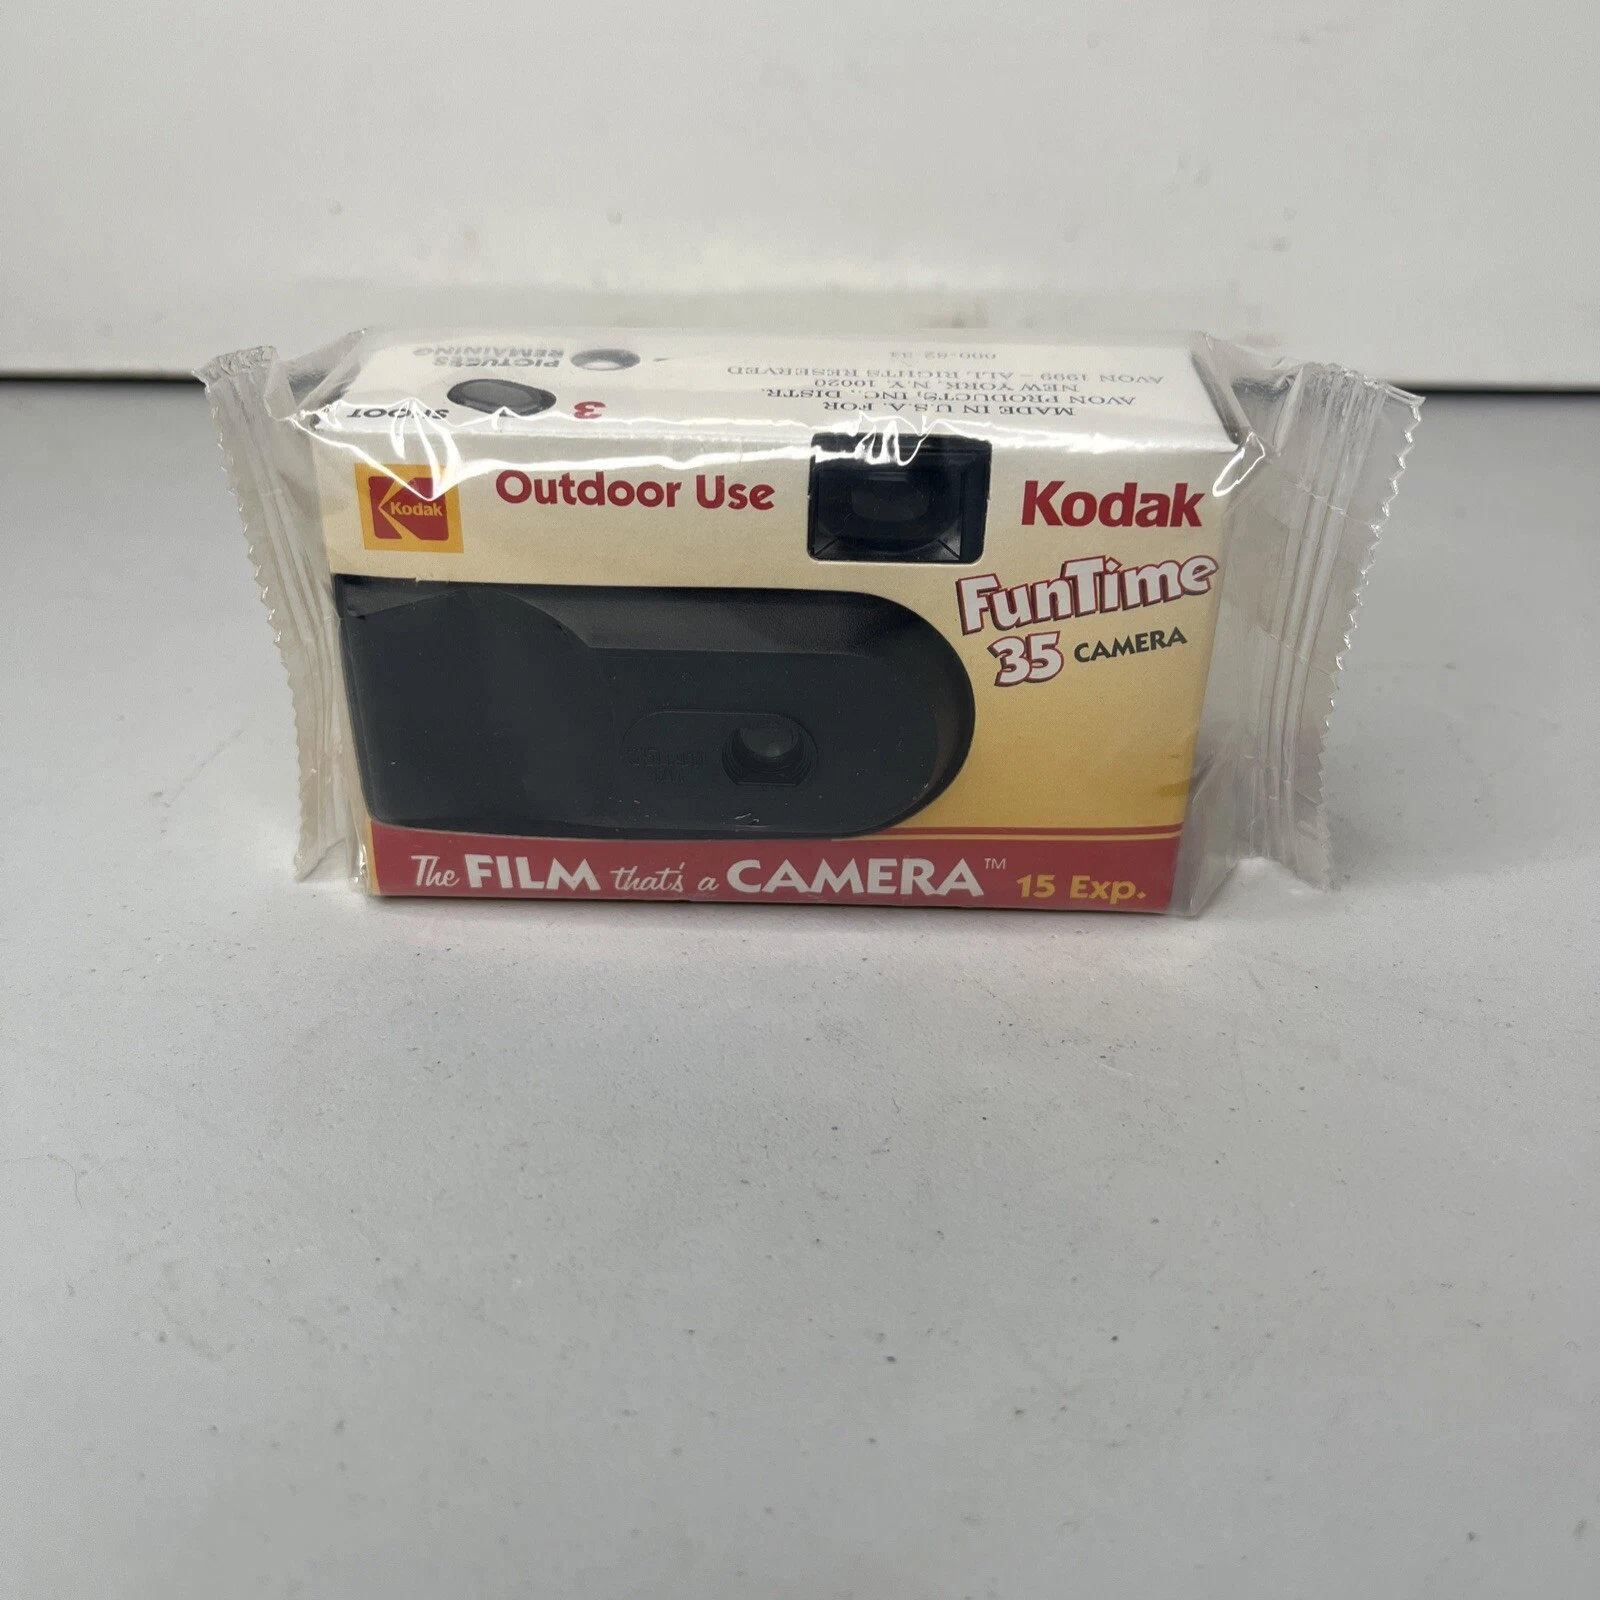 PICTURES
REMAINING
SHOOT
3
MADE IN U.S.A. FOR
AVON PRODUCTS, INC., DISTR.
NEW YORK, N.Y. 10020
AVON 1999 – ALL RIGHTS RESERVED
Kodak
Outdoor Use
Kodak
FunTime
35 CAMERA
The FILM that's a CAMERA™ 15 Exp.